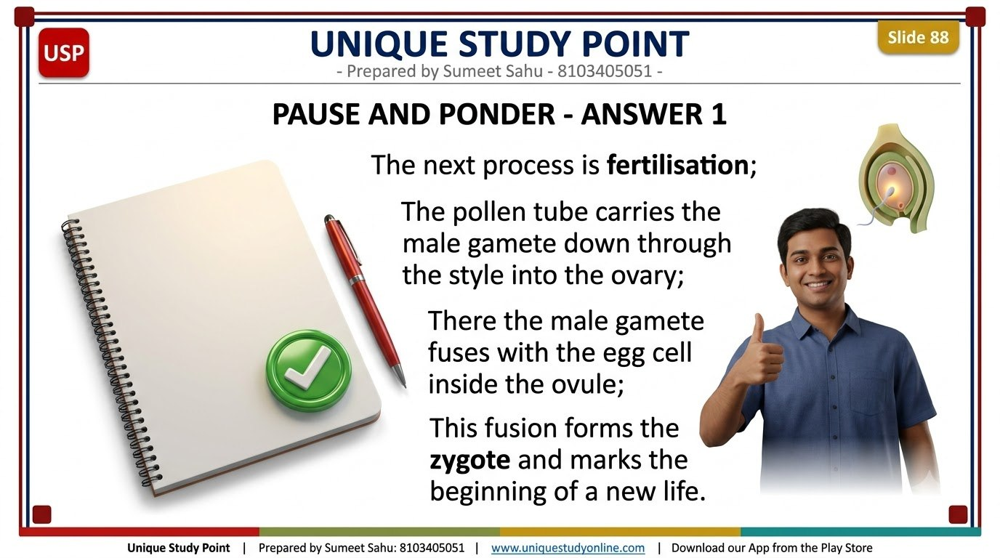 USP
UNIQUE STUDY POINT
Slide 88
- Prepared by Sumeet Sahu - 8103405051 -
PAUSE AND PONDER - ANSWER 1
The next process is fertilisation;
The pollen tube carries the
male gamete down through
the style into the ovary;
There the male gamete
fuses with the egg cell
inside the ovule;
This fusion forms the
zygote and marks the
beginning of a new life.
Unique Study Point | Prepared by Sumeet Sahu: 8103405051 | www.uniquestudyonline.com | Download our App from the Play Store